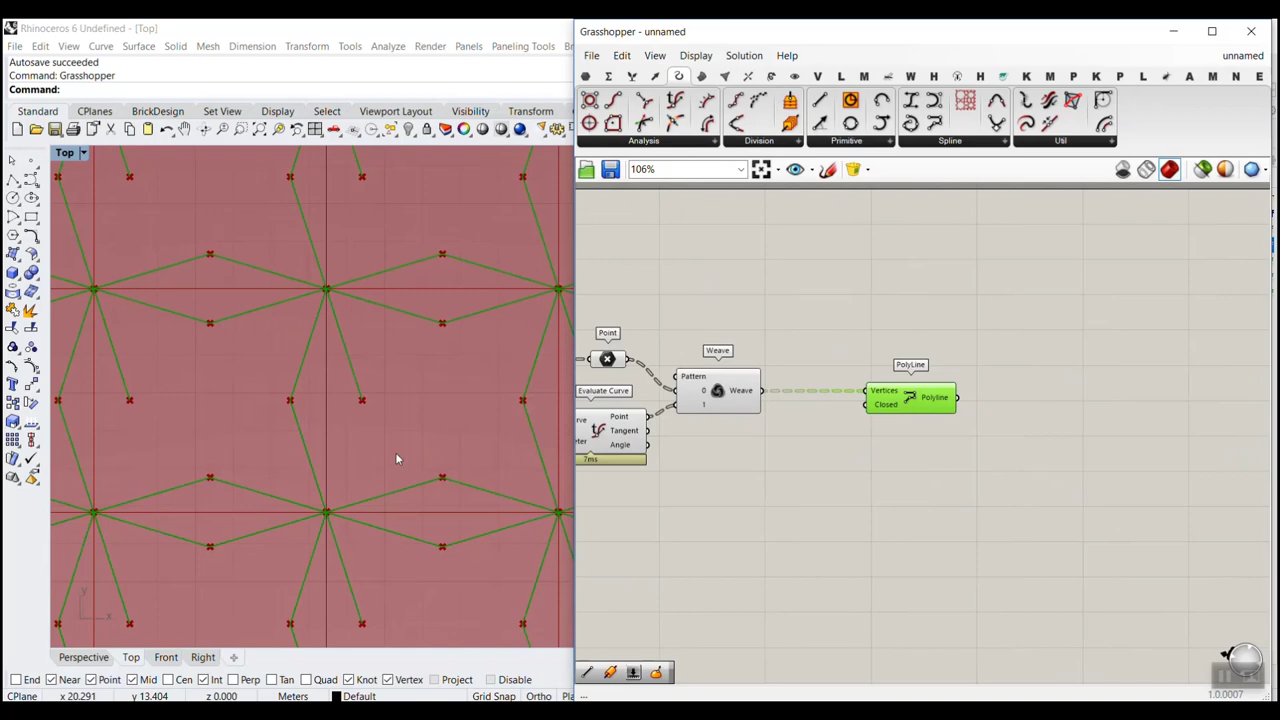 Rhinoceros 6 Undefined - [Top]
File Edit View Curve Surface Solid Mesh Dimension Transform Tools Analyze Render Panels Paneling Tools
Autosave succeeded
Command: Grasshopper
Command:
Standard CPlanes BrickDesign Set View Display Select Viewport Layout Visibility Transform
Top
y
x
Perspective Top Front Right
End Near Point Mid Cen Int Perp Tan Quad Knot Vertex Project Disable
CPlane x 20.291 y 13.404 z 0.000 Meters Default Grid Snap Ortho
Grasshopper - unnamed
File Edit View Display Solution Help unnamed
V L M W H H K M P K P L A M N E
Analysis Division Primitive Spline Util
106%
Point
Weave
Pattern
0
1
Weave
Evaluate Curve
Point
Tangent
Angle
7ms
PolyLine
Vertices
Closed
Polyline
...
1.0.0007